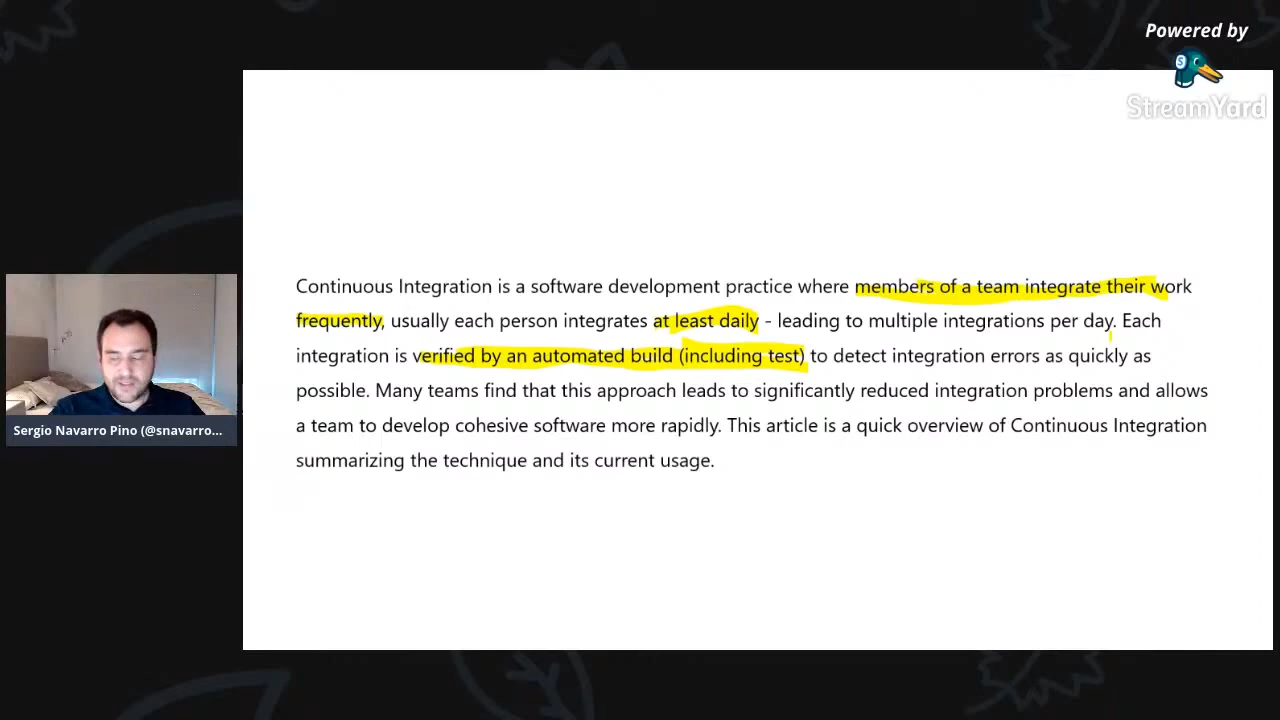 Powered by
StreamYard
Continuous Integration is a software development practice where members of a team integrate their work
frequently, usually each person integrates at least daily - leading to multiple integrations per day. Each
integration is verified by an automated build (including test) to detect integration errors as quickly as
possible. Many teams find that this approach leads to significantly reduced integration problems and allows
a team to develop cohesive software more rapidly. This article is a quick overview of Continuous Integration
summarizing the technique and its current usage.
Sergio Navarro Pino (@snavarro...